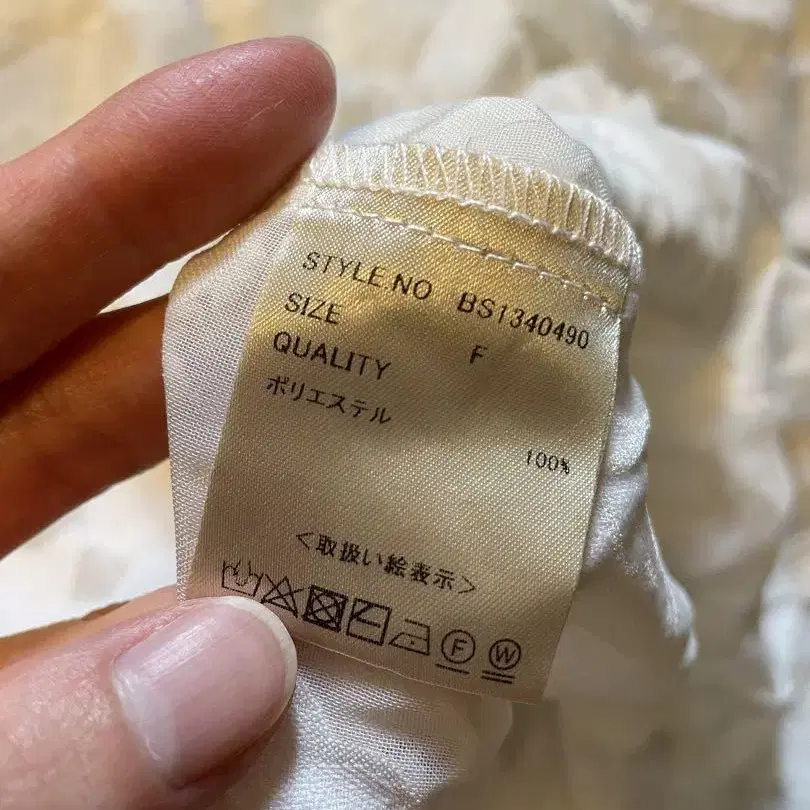 STYLE NO BS1340490
SIZE F
QUALITY
ポリエステル 100%
<取扱い絵表示>
F W